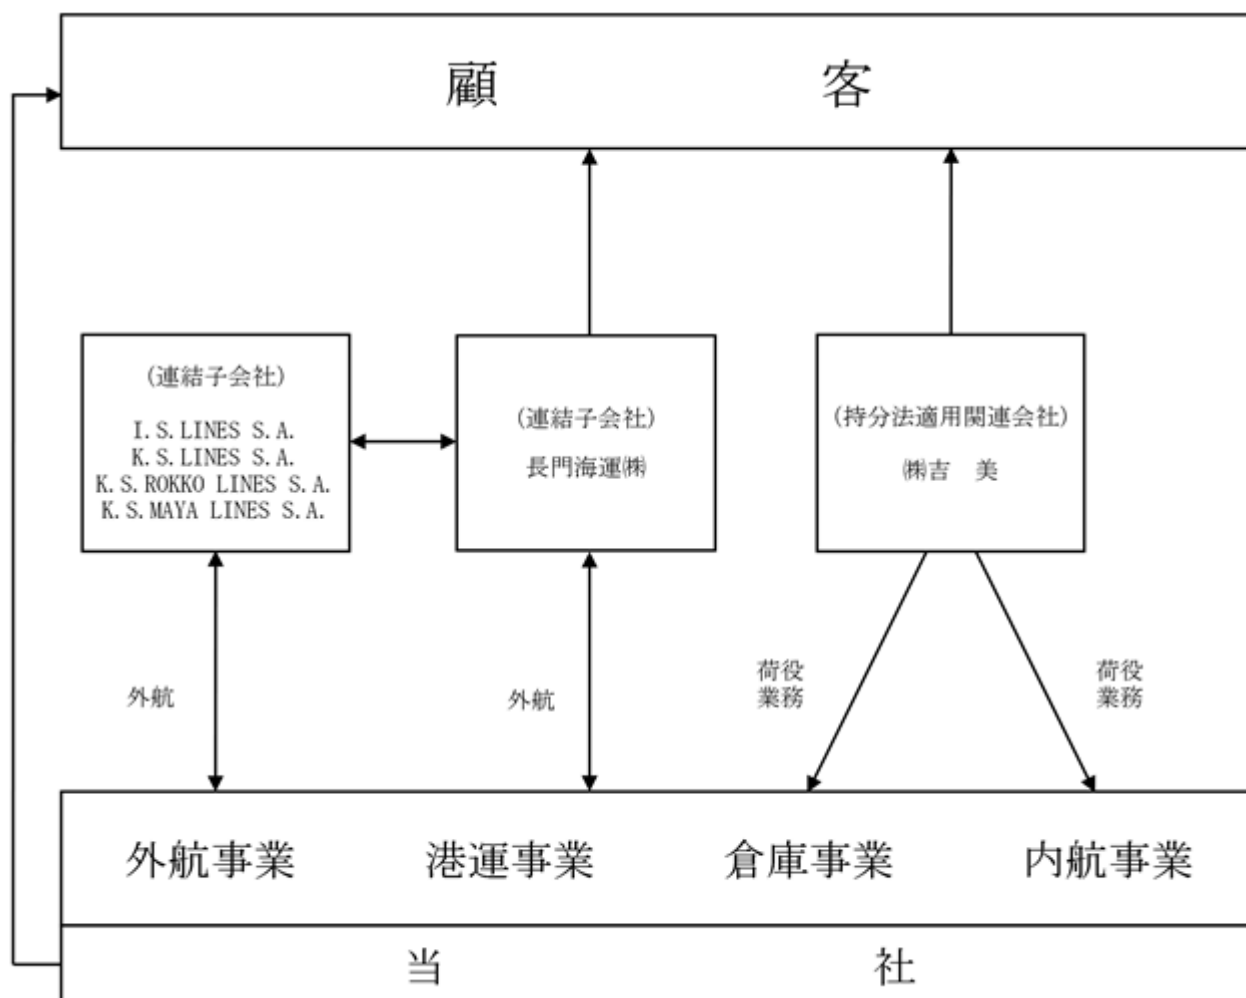 顧 客
(連結子会社)
I.S.LINES S.A.
K.S.LINES S.A.
K.S.ROKKO LINES S.A.
K.S.MAYA LINES S.A.
(連結子会社)
長門海運㈱
(持分法適用関連会社)
㈱吉　美
外航
外航
荷役
業務
荷役
業務
外航事業 港運事業 倉庫事業 内航事業
当 社